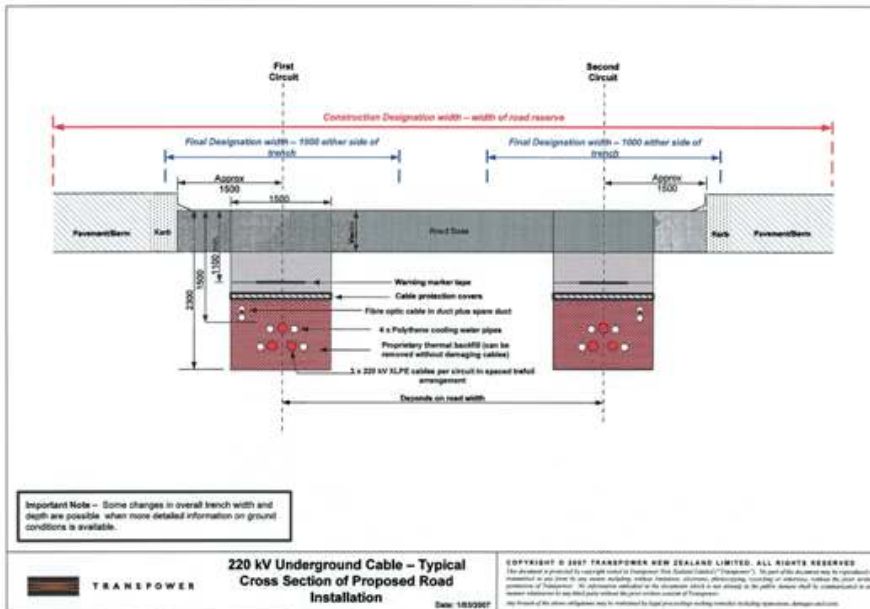 First
Circuit
Second
Circuit
Construction Designation width – width of road reserve
Final Designation width – 1000 either side of
trench
Final Designation width – 1000 either side of
trench
Approx
1500
Approx
1500
1500
Pavement/Berm
Kerb
Road Base
Kerb
Pavement/Berm
1100
1500
2300
Warning marker tape
Cable protection covers
Fibre optic cable in duct plus spare duct
4 x Polythene cooling water pipes
Proprietary thermal backfill (can be
removed without damaging cables)
3 x 220 kV XLPE cables per circuit in spaced trefoil
arrangement
Depends on road width
Important Note – Some changes in overall trench width and
depth are possible when more detailed information on ground
conditions is available.
TRANSPOWER
220 kV Underground Cable – Typical
Cross Section of Proposed Road
Installation
Date: 1/03/2007
COPYRIGHT © 2007 TRANSPOWER NEW ZEALAND LIMITED. ALL RIGHTS RESERVED